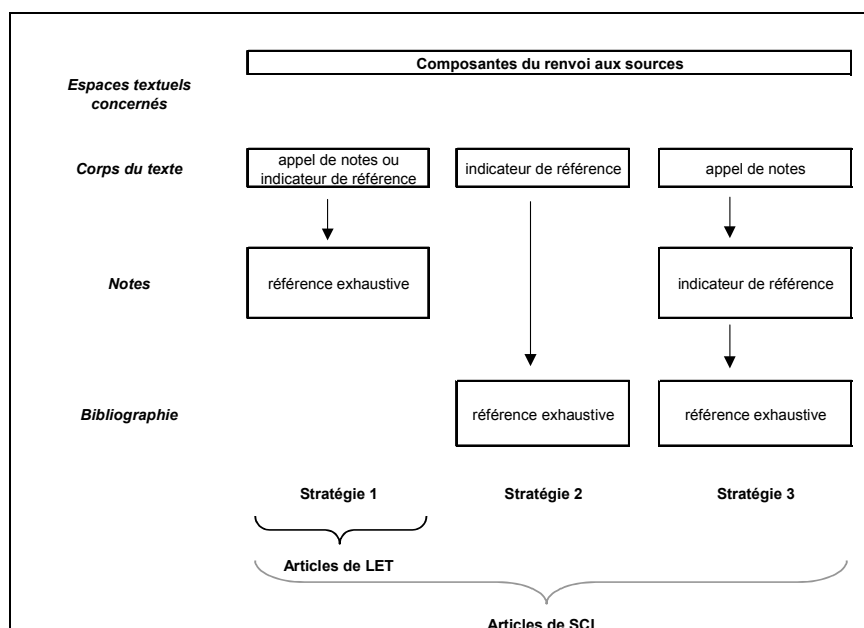 Composantes du renvoi aux sources
Espaces textuels
concernés
Corps du texte
appel de notes ou
indicateur de référence
indicateur de référence
appel de notes
Notes
référence exhaustive
indicateur de référence
Bibliographie
référence exhaustive
référence exhaustive
Stratégie 1
Stratégie 2
Stratégie 3
Articles de LET
Articles de SCI